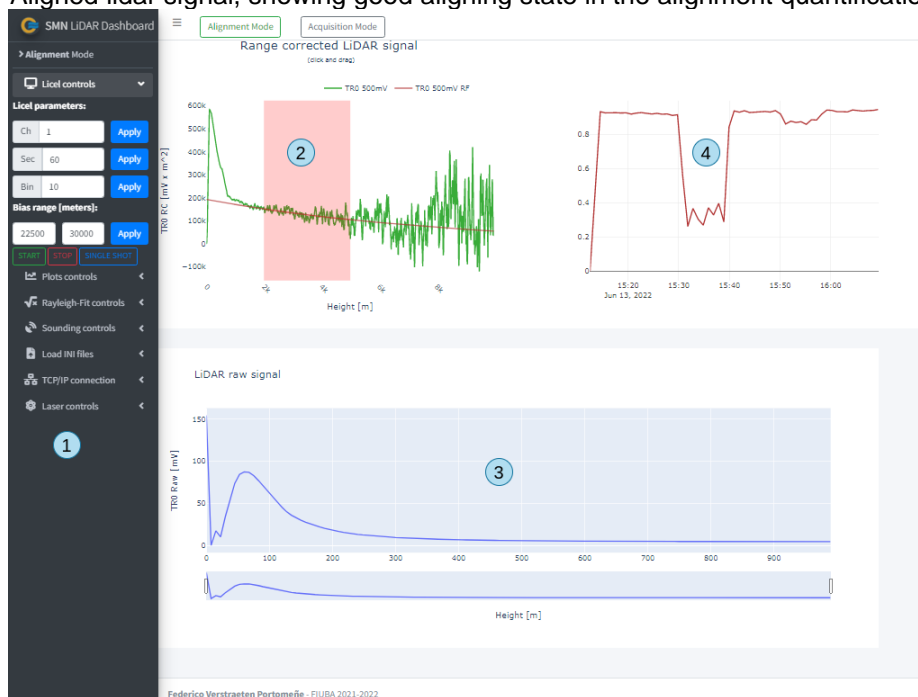 Aligned lidar signal, showing good aligning state in the alignment quantification
SMN LiDAR Dashboard
Alignment Mode
Acquisition Mode
Alignment Mode
Licel controls
Licel parameters:
Ch 1 Apply
Sec 60 Apply
Bin 10 Apply
Bias range [meters]:
22500 30000 Apply
START STOP SINGLE SHOT
Plots controls
Rayleigh-Fit controls
Sounding controls
Load INI files
TCP/IP connection
Laser controls
1
Range corrected LiDAR signal
(click and drag)
TR0 500mV TR0 500mV RF
TR0 RC [mV x m^2]
600k
500k
400k
300k
200k
100k
0
−100k
0 2k 4k 6k 8k
Height [m]
2
0.8
0.6
0.4
0.2
0
15:20 15:30 15:40 15:50 16:00
Jun 13, 2022
4
LiDAR raw signal
TR0 Raw [mV]
150
100
50
0
0 100 200 300 400 500 600 700 800 900
3
Height [m]
Federico Verstraeten Portomeñe - FIUBA 2021-2022